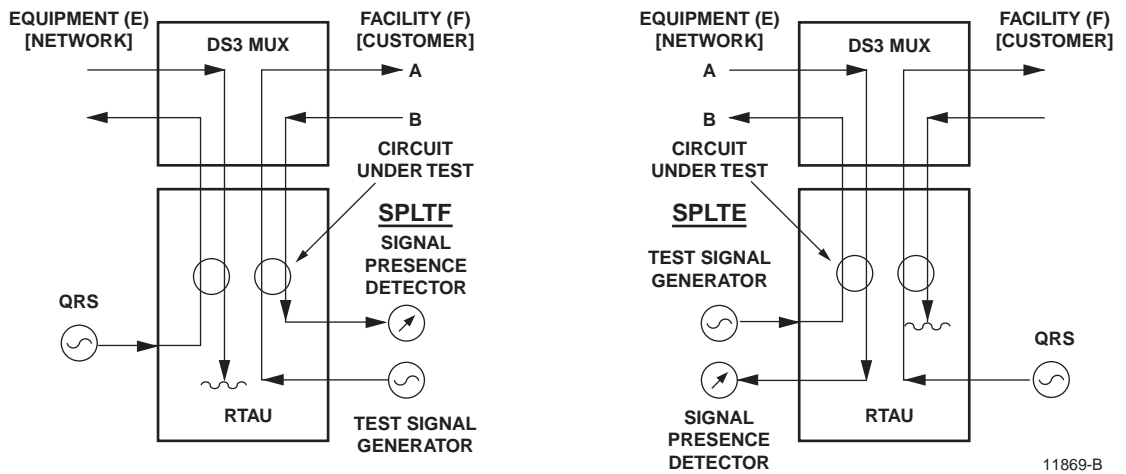 EQUIPMENT (E)
[NETWORK]
DS3 MUX
FACILITY (F)
[CUSTOMER]
A
B
CIRCUIT
UNDER TEST
SPLTF
SIGNAL
PRESENCE
DETECTOR
QRS
RTAU
TEST SIGNAL
GENERATOR
EQUIPMENT (E)
[NETWORK]
DS3 MUX
FACILITY (F)
[CUSTOMER]
A
B
CIRCUIT
UNDER TEST
SPLTE
TEST SIGNAL
GENERATOR
QRS
SIGNAL
PRESENCE
DETECTOR
RTAU
11869-B